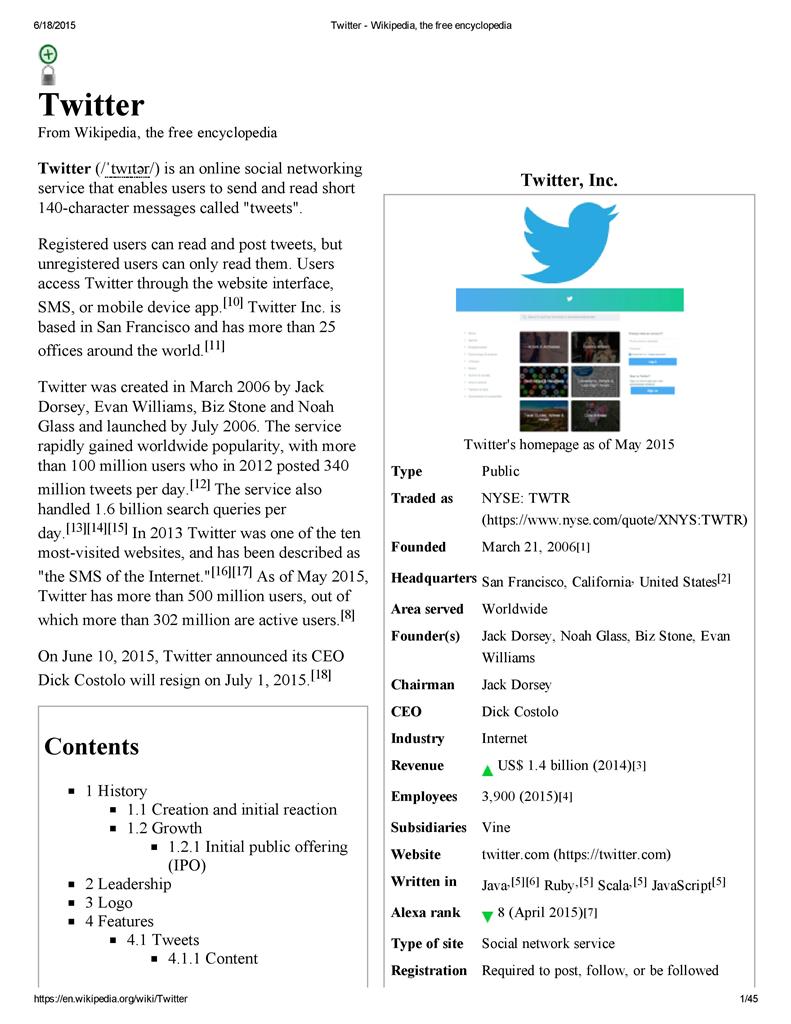 6/18/2015
Twitter - Wikipedia, the free encyclopedia
Twitter
From Wikipedia, the free encyclopedia
Twitter (/ˈtwɪtər/) is an online social networking
service that enables users to send and read short
140-character messages called "tweets".
Registered users can read and post tweets, but
unregistered users can only read them. Users
access Twitter through the website interface,
SMS, or mobile device app.[10] Twitter Inc. is
based in San Francisco and has more than 25
offices around the world.[11]
Twitter was created in March 2006 by Jack
Dorsey, Evan Williams, Biz Stone and Noah
Glass and launched by July 2006. The service
rapidly gained worldwide popularity, with more
than 100 million users who in 2012 posted 340
million tweets per day.[12] The service also
handled 1.6 billion search queries per
day.[13][14][15] In 2013 Twitter was one of the ten
most-visited websites, and has been described as
"the SMS of the Internet."[16][17] As of May 2015,
Twitter has more than 500 million users, out of
which more than 302 million are active users.[8]
On June 10, 2015, Twitter announced its CEO
Dick Costolo will resign on July 1, 2015.[18]
Contents
1 History
1.1 Creation and initial reaction
1.2 Growth
1.2.1 Initial public offering
(IPO)
2 Leadership
3 Logo
4 Features
4.1 Tweets
4.1.1 Content
Twitter, Inc.
Twitter's homepage as of May 2015
Type Public
Traded as NYSE: TWTR
(https://www.nyse.com/quote/XNYS:TWTR)
Founded March 21, 2006[1]
Headquarters San Francisco, California, United States[2]
Area served Worldwide
Founder(s) Jack Dorsey, Noah Glass, Biz Stone, Evan
Williams
Chairman Jack Dorsey
CEO Dick Costolo
Industry Internet
Revenue ▲ US$ 1.4 billion (2014)[3]
Employees 3,900 (2015)[4]
Subsidiaries Vine
Website twitter.com (https://twitter.com)
Written in Java,[5][6] Ruby,[5] Scala,[5] JavaScript[5]
Alexa rank ▼ 8 (April 2015)[7]
Type of site Social network service
Registration Required to post, follow, or be followed
https://en.wikipedia.org/wiki/Twitter
1/45